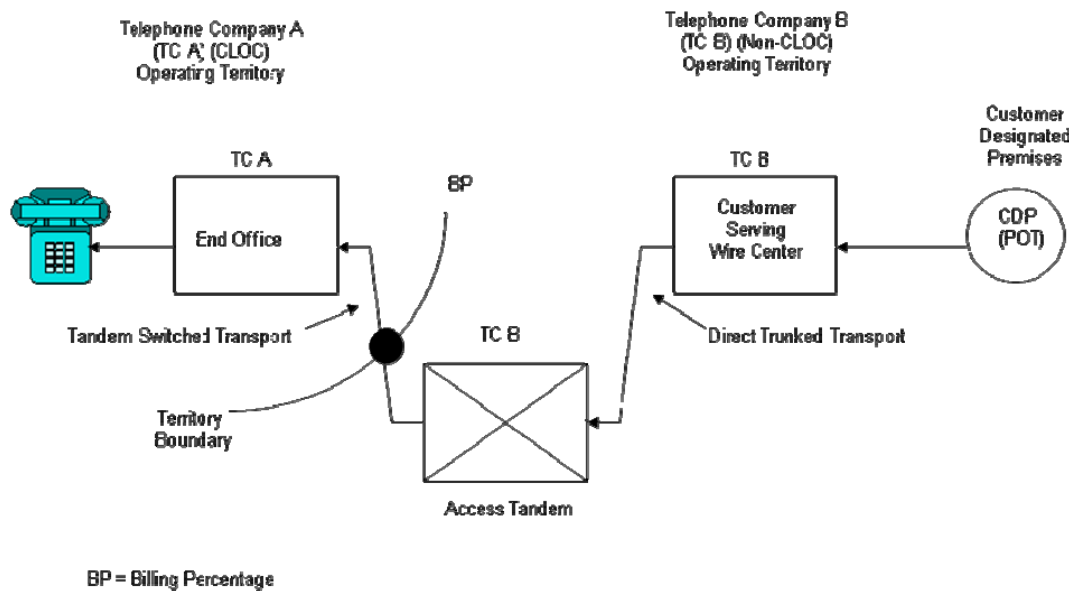 Telephone Company A
(TC A) (CLOC)
Operating Territory
Telephone Company B
(TC B) (Non-CLOC)
Operating Territory
Customer
Designated
Premises
TC A
BP
TC B
End Office
Customer
Serving
Wire Center
CDP
(POT)
Tandem Switched Transport
TC B
Direct Trunked Transport
Territory
Boundary
Access Tandem
BP = Billing Percentage